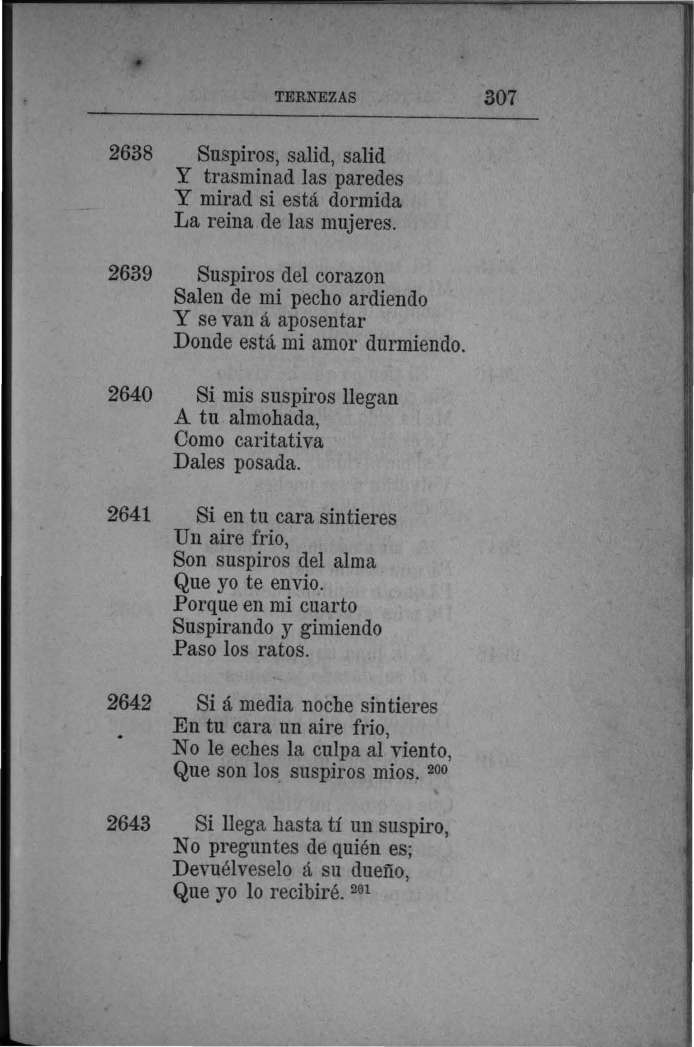 TERNEZAS 307
2638 Suspiros, salid, salid
Y trasminad las paredes
Y mirad si está dormida
La reina de las mujeres.
2639 Suspiros del corazon
Salen de mi pecho ardiendo
Y se van á aposentar
Donde está mi amor durmiendo.
2640 Si mis suspiros llegan
A tu almohada,
Como caritativa
Dales posada.
2641 Si en tu cara sintieres
Un aire frio,
Son suspiros del alma
Que yo te envio.
Porque en mi cuarto
Suspirando y gimiendo
Paso los ratos.
2642 Si á media noche sintieres
En tu cara un aire frio,
No le eches la culpa al viento,
Que son los suspiros mios. 200
2643 Si llega hasta tí un suspiro,
No preguntes de quién es;
Devuélveselo á su dueño,
Que yo lo recibiré. 201